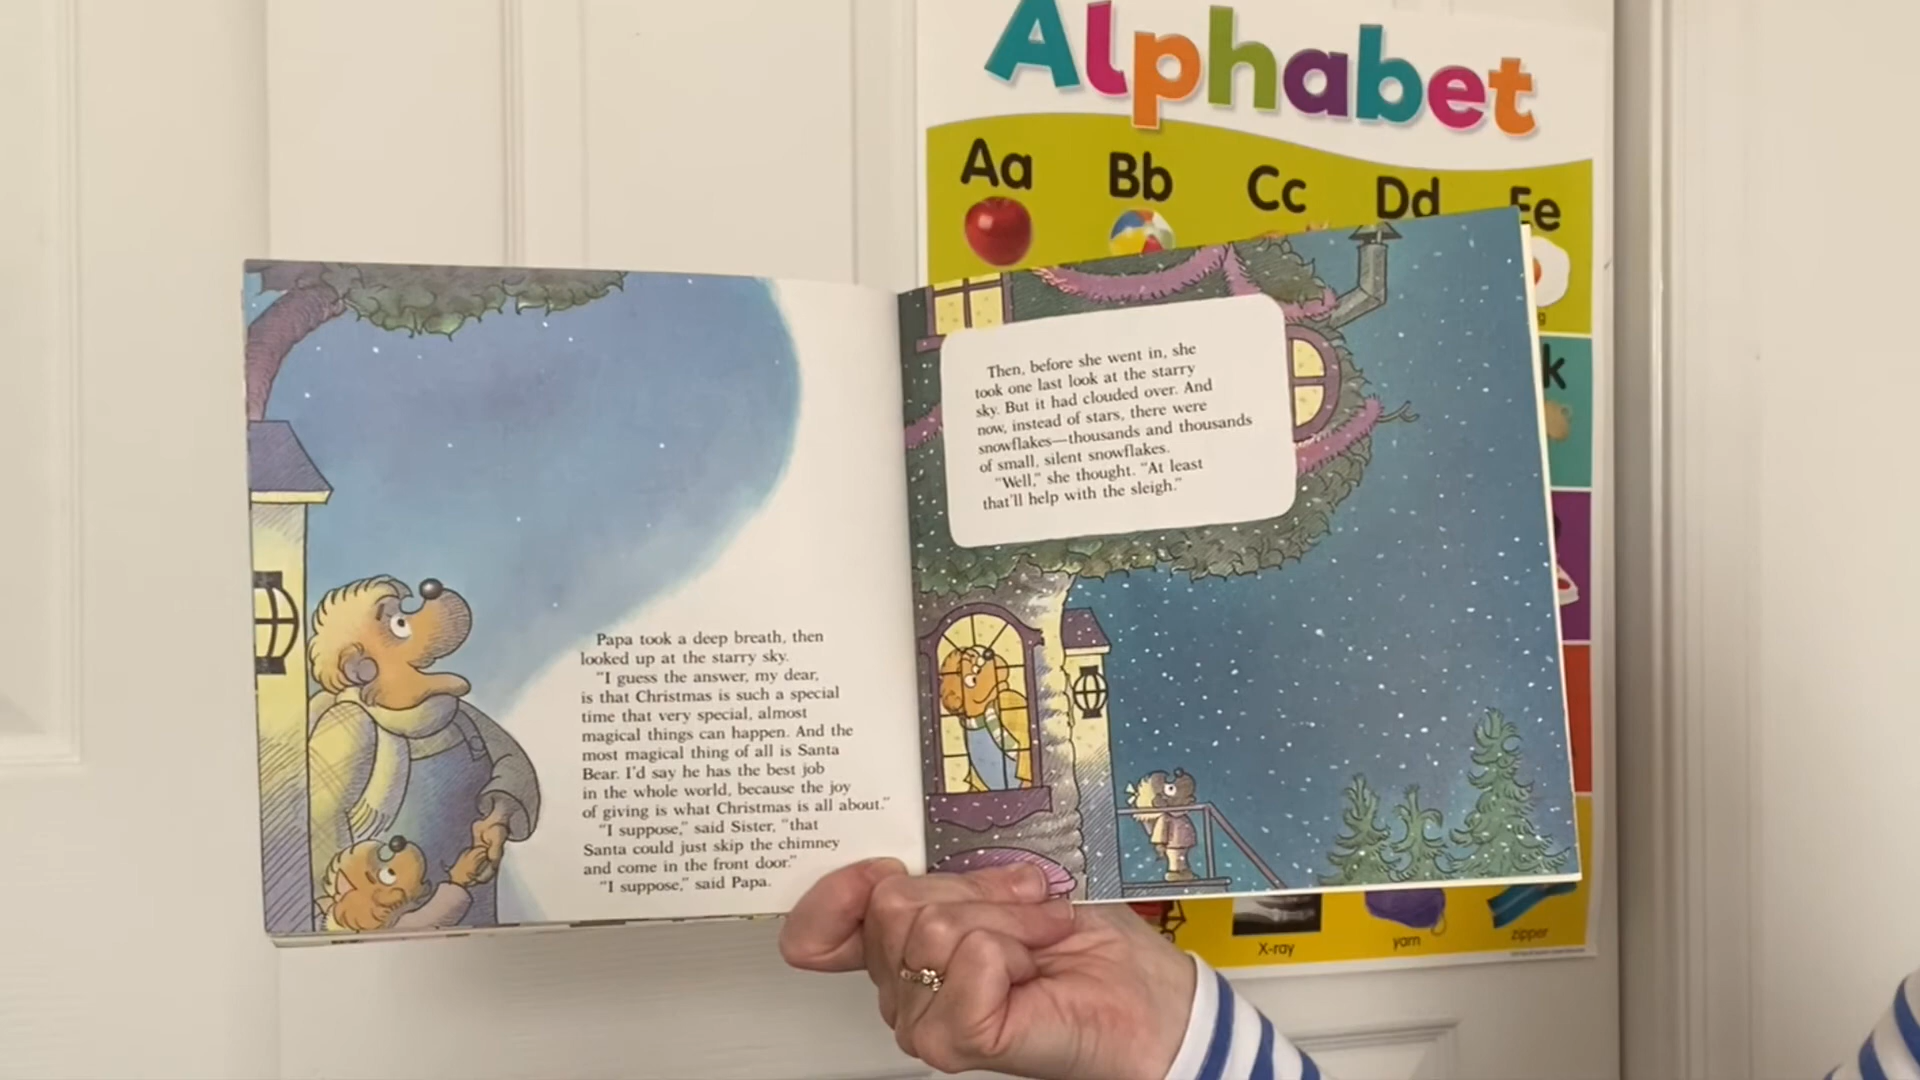 Alphabet
Aa Bb Cc Dd Ee
Papa took a deep breath, then
looked up at the starry sky.
"I guess the answer, my dear,
is that Christmas is such a special
time that very special, almost
magical things can happen. And the
most magical thing of all is Santa
Bear. I'd say he has the best job
in the whole world, because the joy
of giving is what Christmas is all about."
"I suppose," said Sister, "that
Santa could just skip the chimney
and come in the front door."
"I suppose," said Papa.
Then, before she went in, she
took one last look at the starry
sky. But it had clouded over. And
now, instead of stars, there were
snowflakes—thousands and thousands
of small, silent snowflakes.
"Well," she thought. "At least
that'll help with the sleigh."
g
k
X-ray yarn zipper